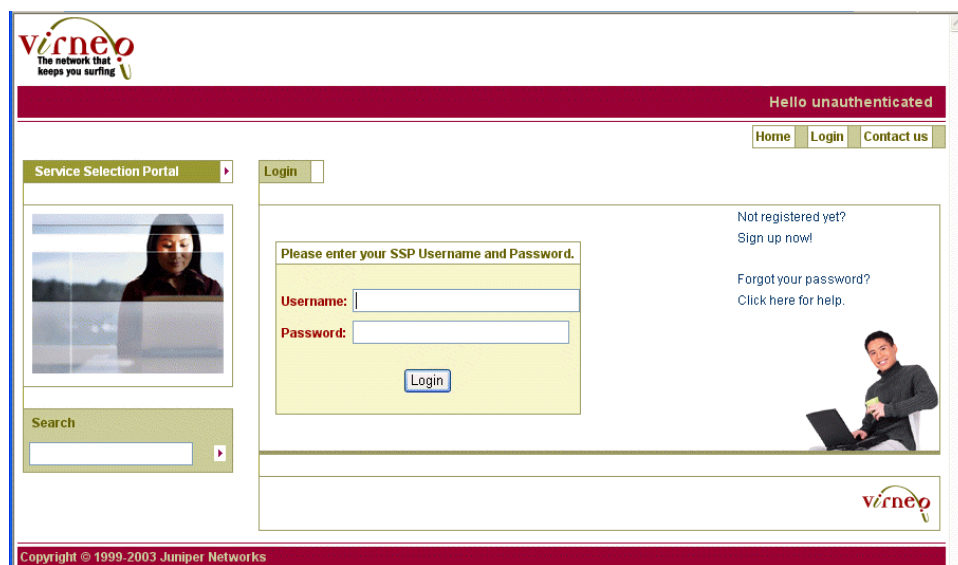 Virneo
The network that
keeps you surfing
Hello unauthenticated
Home Login Contact us
Service Selection Portal
Login
Not registered yet?
Sign up now!
Please enter your SSP Username and Password.
Forgot your password?
Click here for help.
Username:
Password:
Login
Search
Virneo
Copyright © 1999-2003 Juniper Networks